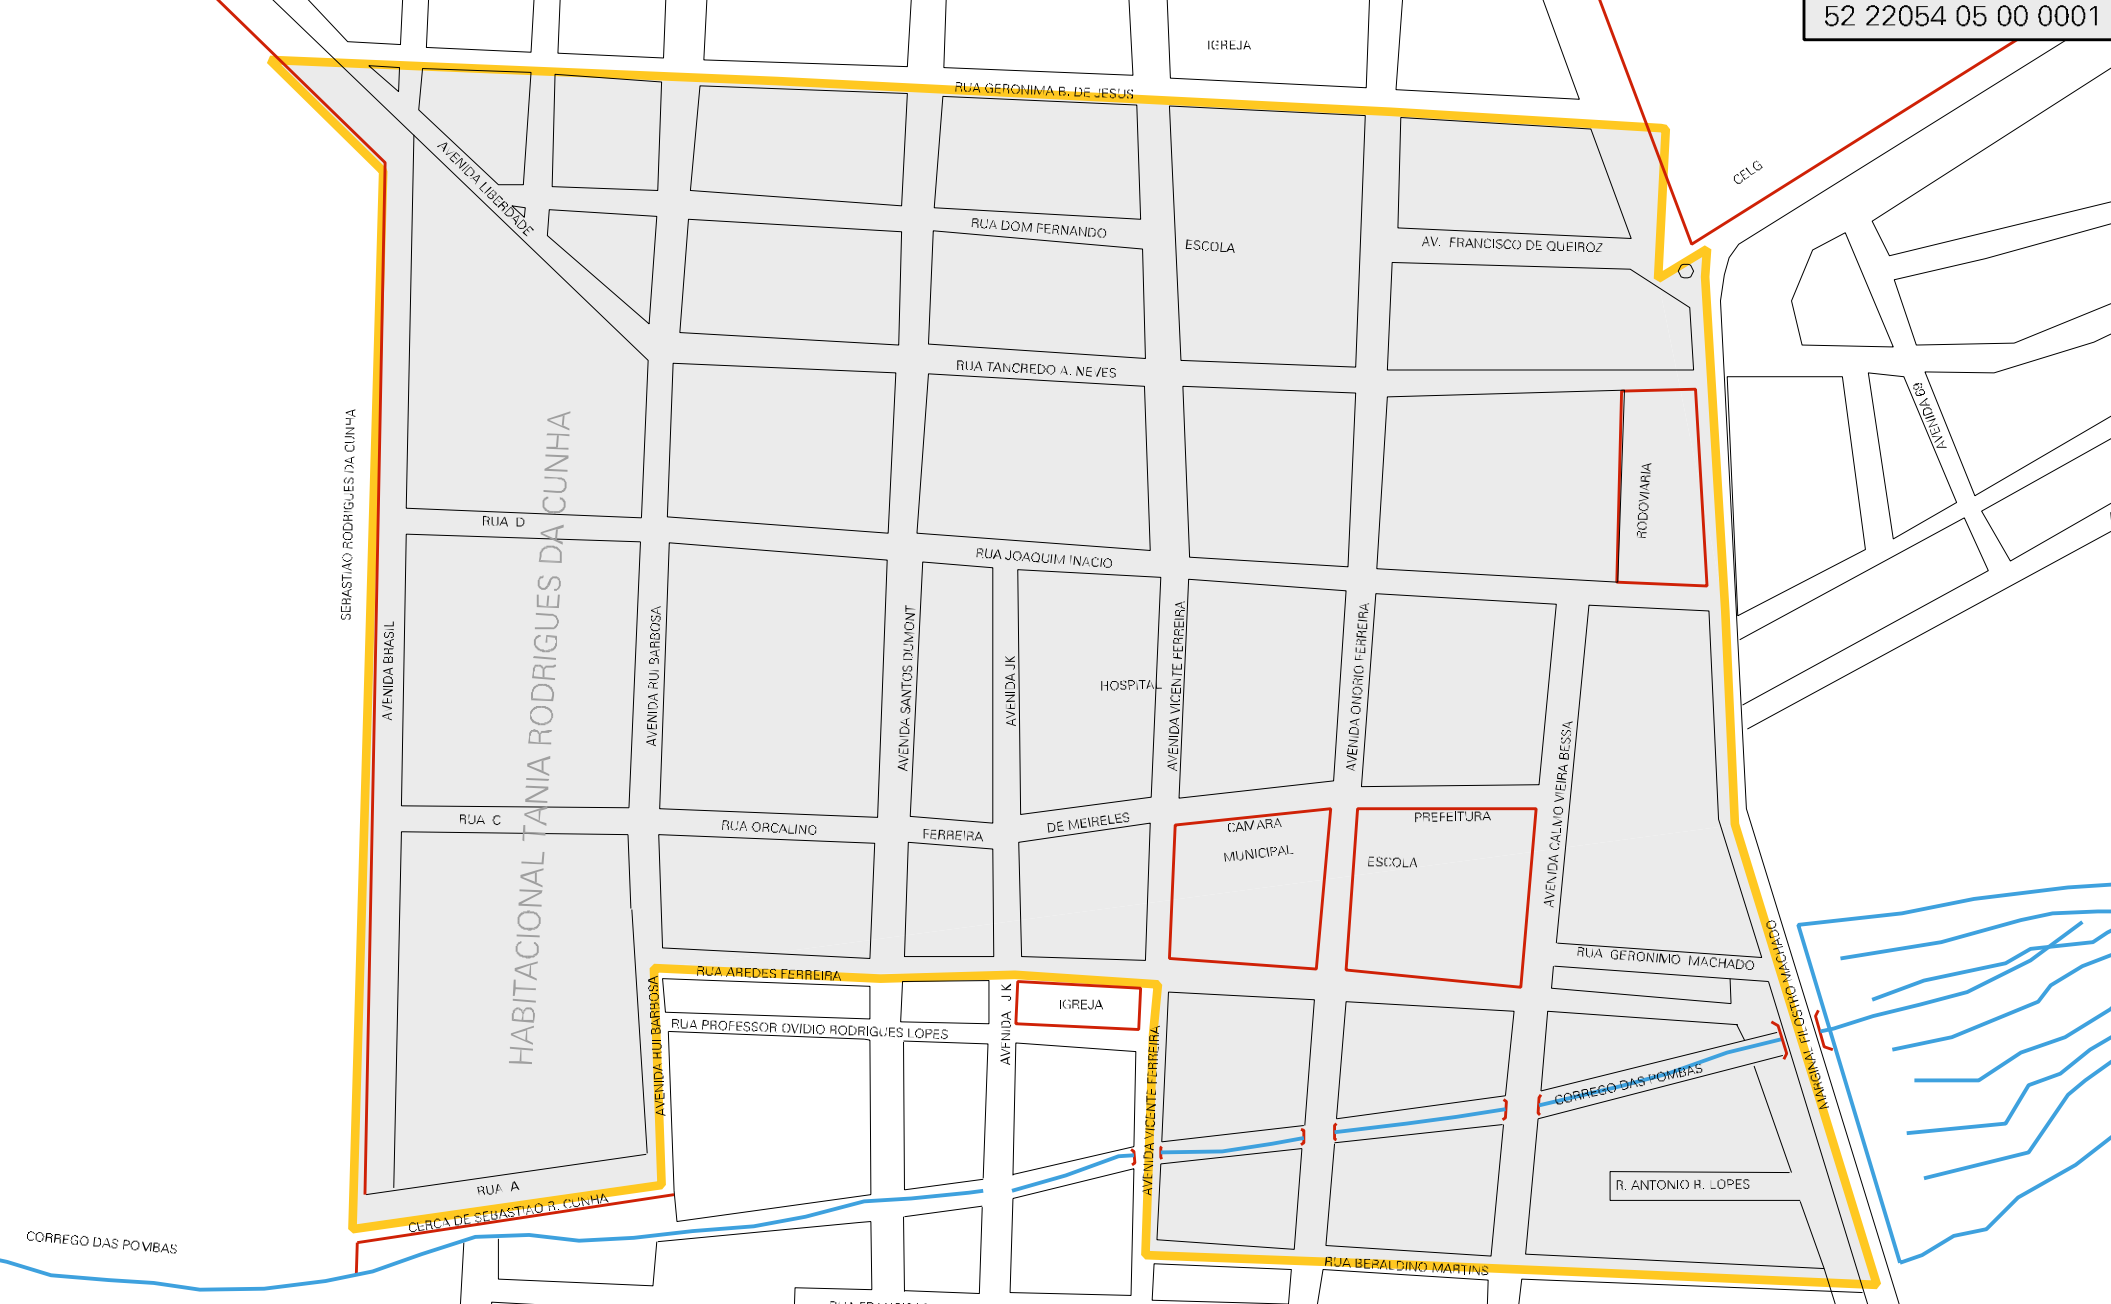 52 22054 05 00 0001
IGREJA
RUA GERONIMA B. DE JESUS
CELG
AVENIDA LIBERDADE
RUA DOM FERNANDO
ESCOLA
AV. FRANCISCO DE QUEIROZ
RUA TANCREDO A. NEVES
AVENIDA 69
SEBASTIAO RODRIGUES DA CUNHA
HABITACIONAL TANIA RODRIGUES DA CUNHA
RODOVIARIA
RUA D
RUA JOAQUIM INACIO
AVENIDA BRASIL
AVENIDA RUI BARBOSA
AVENIDA SANTOS DUMONT
AVENIDA JK
HOSPITAL
AVENIDA VICENTE FERREIRA
AVENIDA ONORIO FERREIRA
AVENIDA CALMO VIEIRA BESSA
RUA C
RUA ORCALINO
FERREIRA
DE MEIRELES
CAMARA
MUNICIPAL
PREFEITURA
ESCOLA
RUA GERONIMO MACHADO
MARGINAL FILOSTRO MACHADO
RUA AREDES FERREIRA
AVENIDA RUI BARBOSA
AVENIDA JK
IGREJA
RUA PROFESSOR OVIDIO RODRIGUES LOPES
AVENIDA VICENTE FERREIRA
CORREGO DAS POMBAS
R. ANTONIO R. LOPES
RUA A
CERCA DE SEBASTIAO R. CUNHA
CORREGO DAS POMBAS
RUA BERALDINO MARTINS